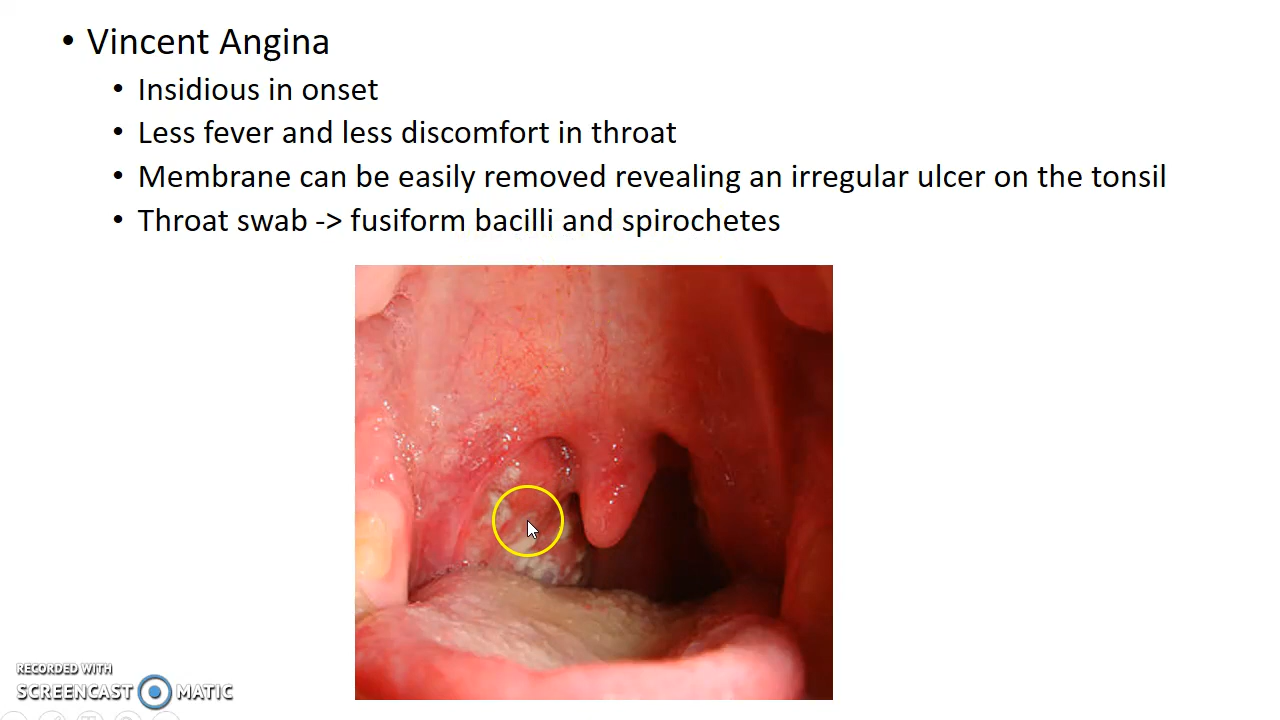 • Vincent Angina
• Insidious in onset
• Less fever and less discomfort in throat
• Membrane can be easily removed revealing an irregular ulcer on the tonsil
• Throat swab -> fusiform bacilli and spirochetes
RECORDED WITH
SCREENCAST MATIC